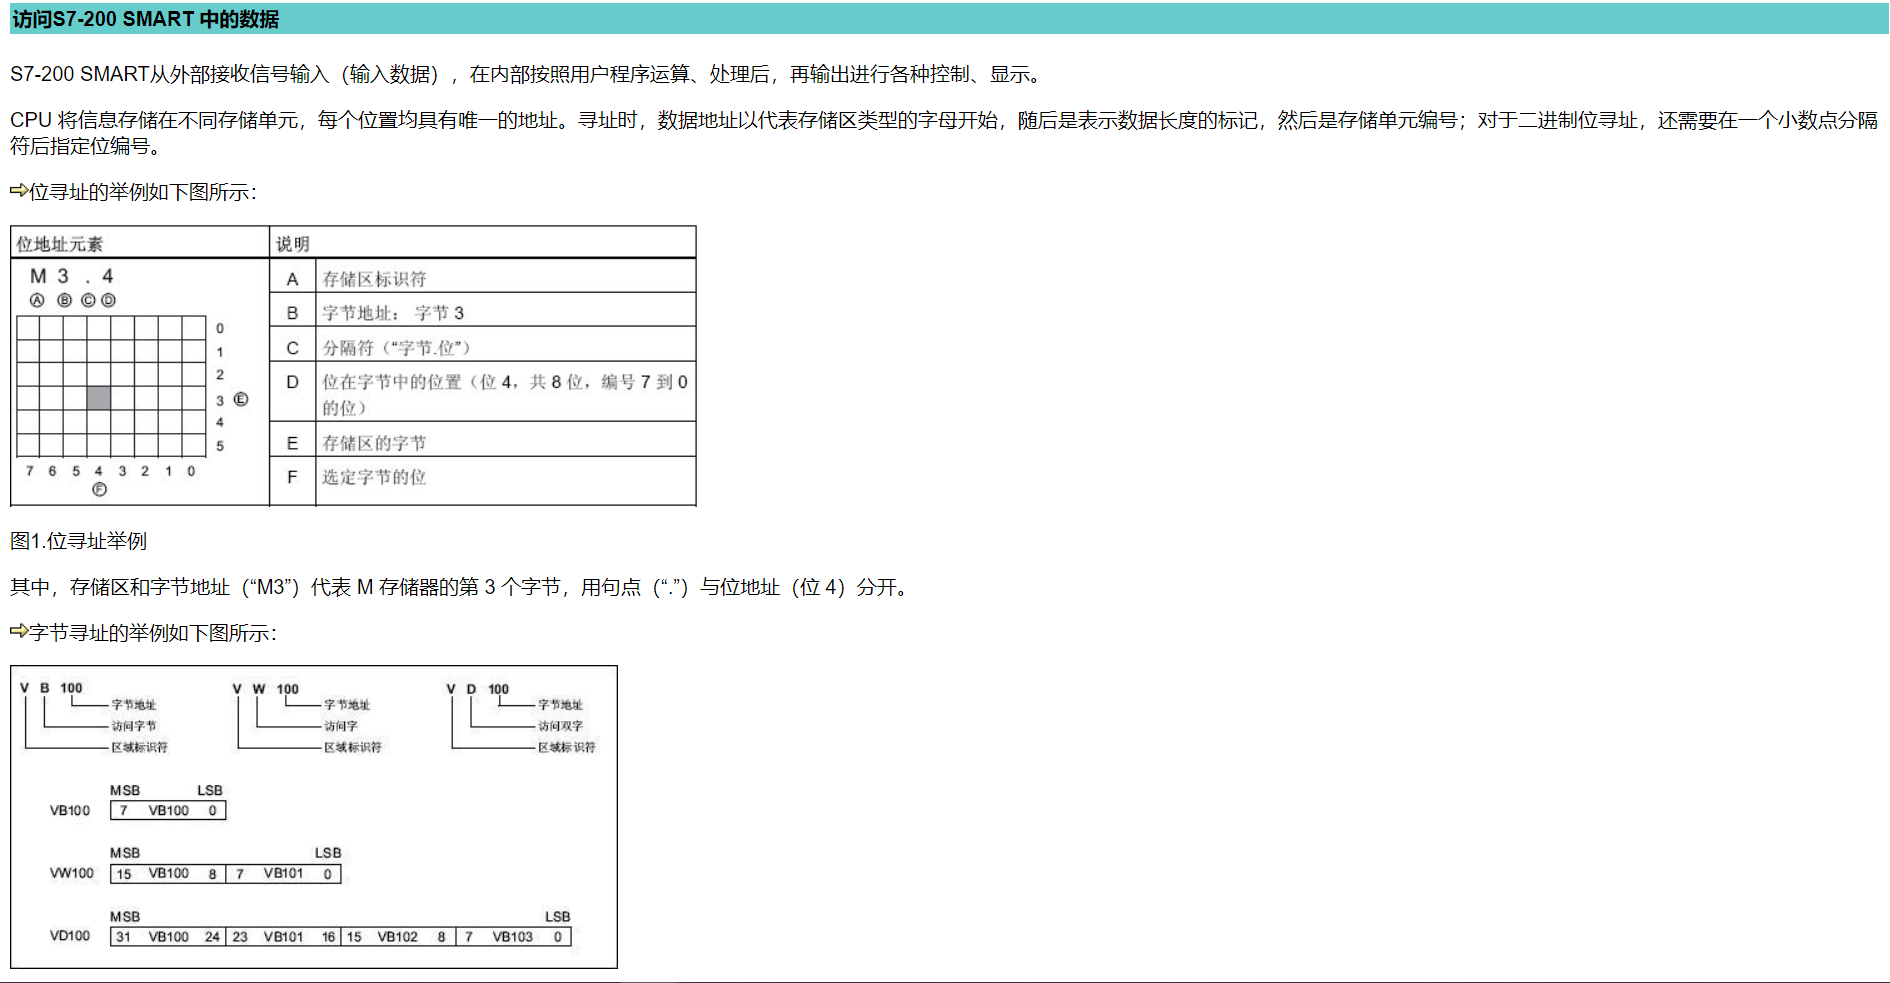 访问S7-200 SMART 中的数据
S7-200 SMART从外部接收信号输入（输入数据），在内部按照用户程序运算、处理后，再输出进行各种控制、显示。
CPU 将信息存储在不同存储单元，每个位置均具有唯一的地址。寻址时，数据地址以代表存储区类型的字母开始，随后是表示数据长度的标记，然后是存储单元编号；对于二进制位寻址，还需要在一个小数点分隔
符后指定位编号。
位寻址的举例如下图所示：
位地址元素 说明
M 3 . 4
Ⓐ Ⓑ Ⓒ Ⓓ
0
1
2
3 Ⓔ
4
5
7 6 5 4 3 2 1 0
Ⓕ
A 存储区标识符
B 字节地址： 字节 3
C 分隔符（“字节.位”）
D 位在字节中的位置（位 4，共 8 位，编号 7 到 0
的位）
E 存储区的字节
F 选定字节的位
图1.位寻址举例
其中，存储区和字节地址（“M3”）代表 M 存储器的第 3 个字节，用句点（“.”）与位地址（位 4）分开。
字节寻址的举例如下图所示：
V B 100
字节地址
访问字节
区域标识符
V W 100
字节地址
访问字
区域标识符
V D 100
字节地址
访问双字
区域标识符
MSB LSB
VB100 7 VB100 0
MSB LSB
VW100 15 VB100 8 7 VB101 0
MSB LSB
VD100 31 VB100 24 23 VB101 16 15 VB102 8 7 VB103 0